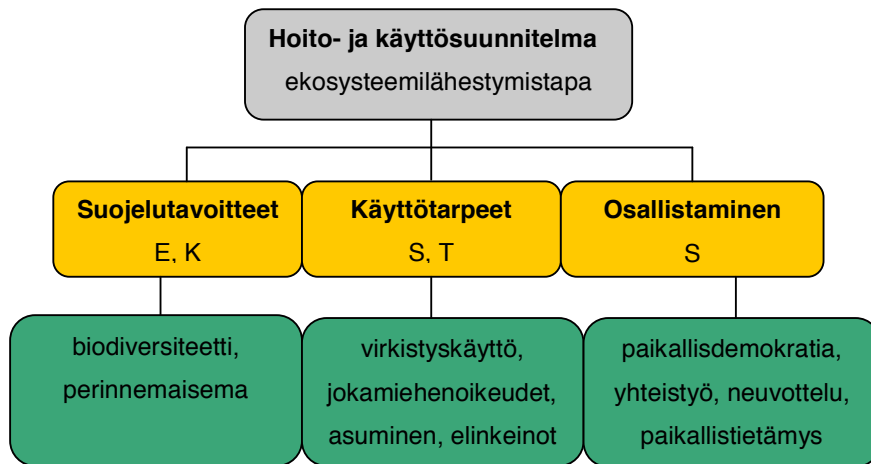 Hoito- ja käyttösuunnitelma
ekosysteemilähestymistapa
Suojelutavoitteet
E, K
Käyttötarpeet
S, T
Osallistaminen
S
biodiversiteetti,
perinnemaisema
virkistyskäyttö,
jokamiehenoikeudet,
asuminen, elinkeinot
paikallisdemokratia,
yhteistyö, neuvottelu,
paikallistietämys